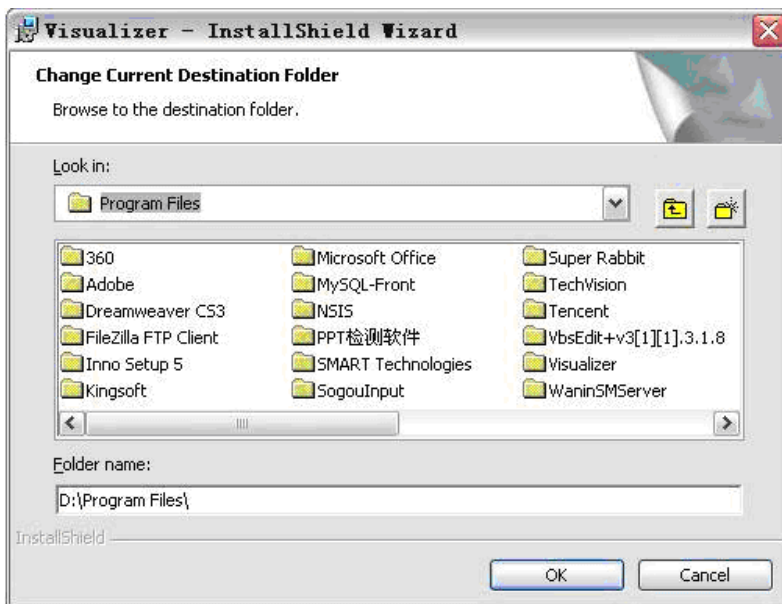 Visualizer - InstallShield Wizard
Change Current Destination Folder
Browse to the destination folder.
Look in:
Program Files
360
Adobe
Dreamweaver CS3
FileZilla FTP Client
Inno Setup 5
Kingsoft
Microsoft Office
MySQL-Front
NSIS
PPT检测软件
SMART Technologies
SogouInput
Super Rabbit
TechVision
Tencent
VbsEdit+v3[1][1].3.1.8
Visualizer
WaninSMServer
Folder name:
D:\Program Files\
InstallShield
OK
Cancel